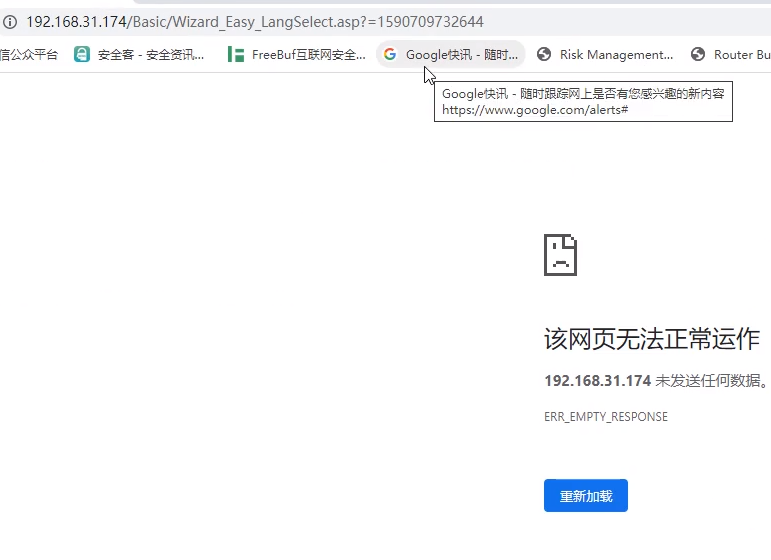 192.168.31.174/Basic/Wizard_Easy_LangSelect.asp?=1590709732644
信公众平台 安全客 - 安全资讯... FreeBuf互联网安全... Google快讯 - 随时... Risk Management... Router Bu
Google快讯 - 随时跟踪网上是否有您感兴趣的新内容
https://www.google.com/alerts#
该网页无法正常运作
192.168.31.174 未发送任何数据。
ERR_EMPTY_RESPONSE
重新加载